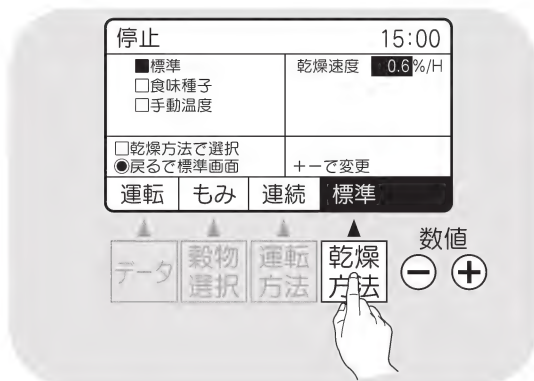 停止 15:00
■標準
□食味種子
□手動温度
乾燥速度 0.6%/H
□乾燥方法で選択
◉戻るで標準画面
+−で変更
運転 もみ 連続 標準
データ 穀物選択 運転方法 乾燥方法
数値
− +